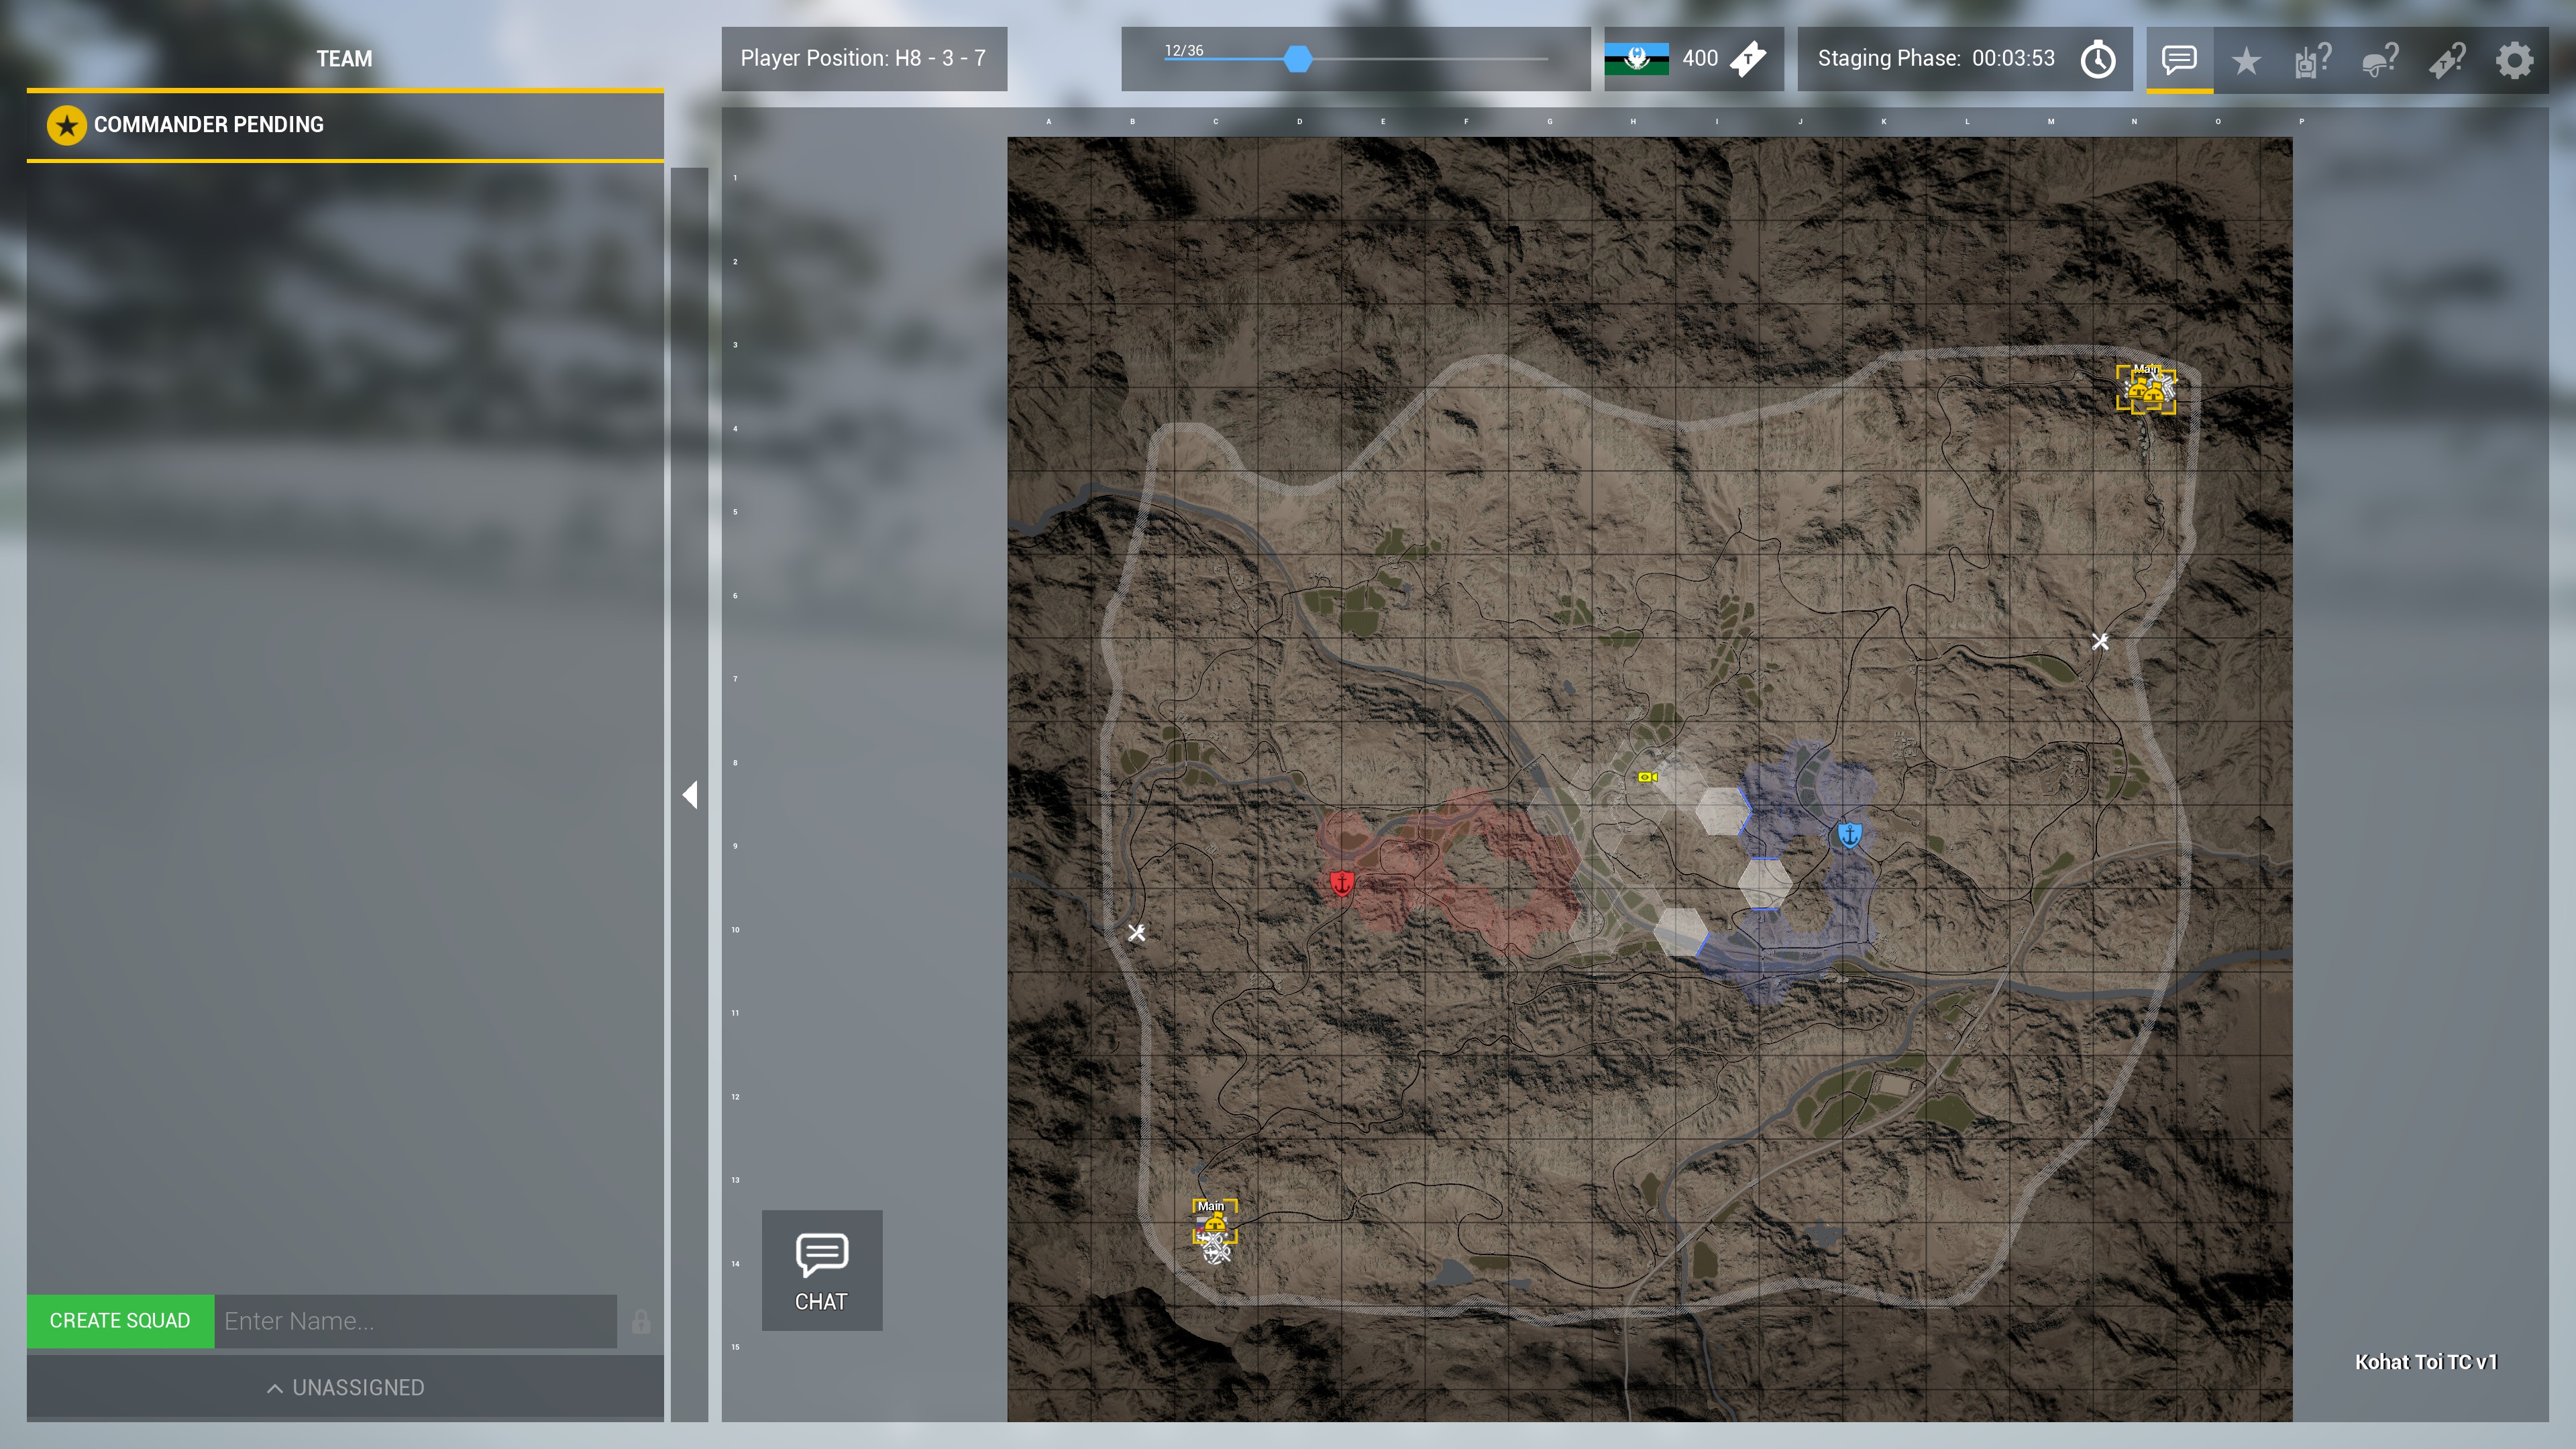 TEAM
Player Position: H8 - 3 - 7
12/36
400
Staging Phase: 00:03:53
COMMANDER PENDING
A B C D E F G H I J K L M N O P
1
2
3
Main
4
5
6
7
8
9
10
11
12
13
Main
14
CHAT
CREATE SQUAD
Enter Name...
15
Kohat Toi TC v1
UNASSIGNED